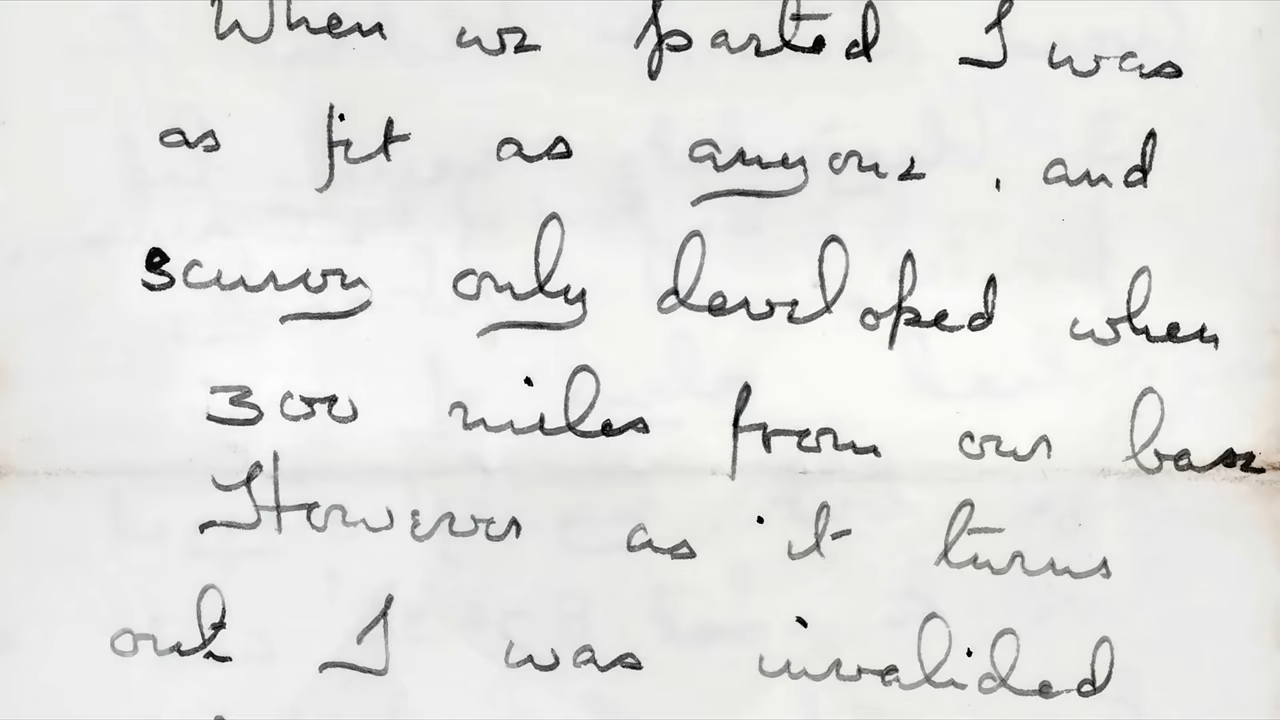 When we parted I was
as fit as anyone, and
scurvy only developed when
300 miles from our base
However as it turns
out I was invalided